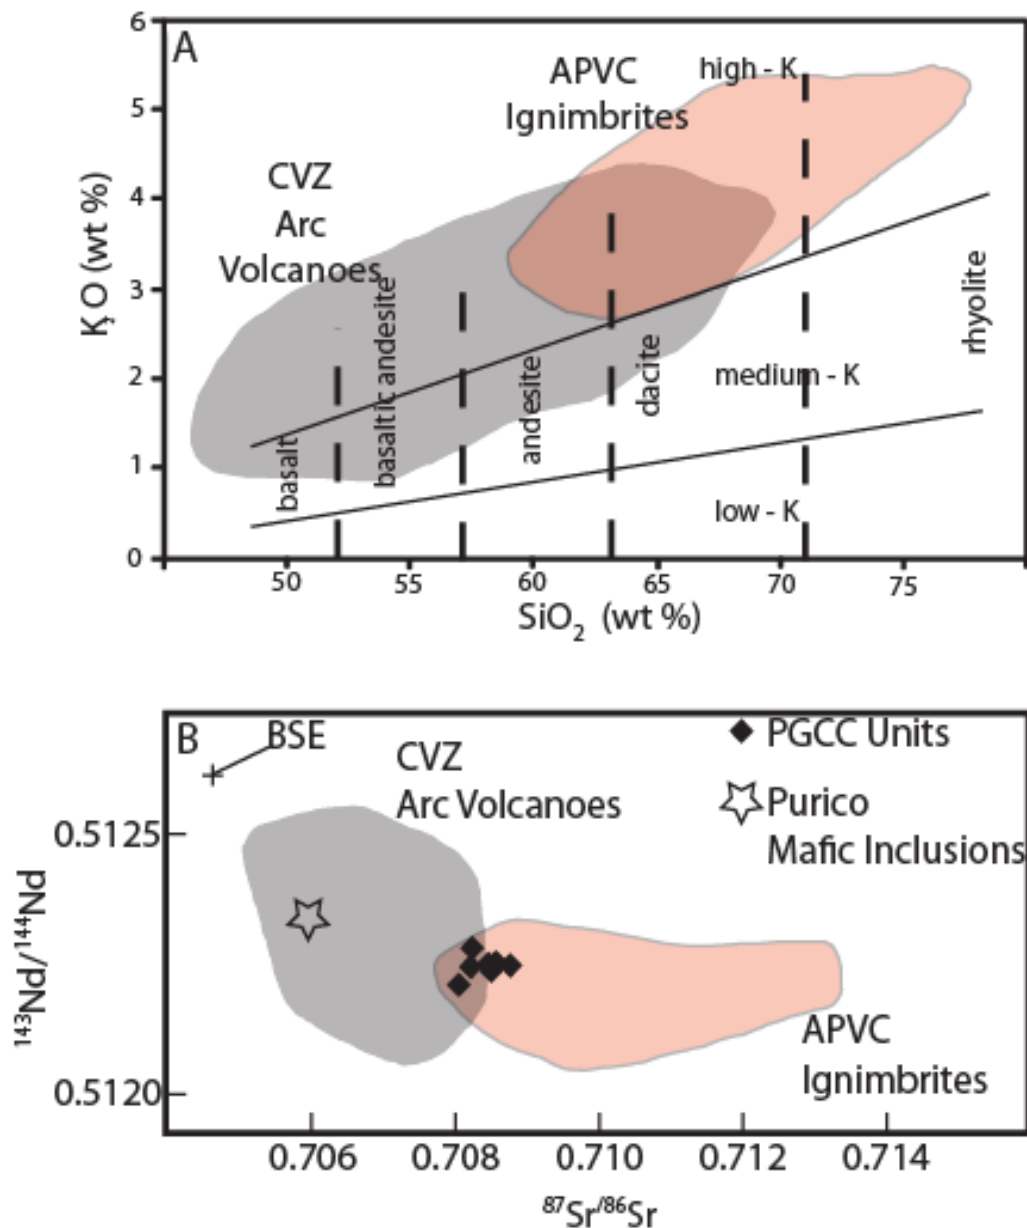 A
6
5
4
3
2
1
0
K₂O (wt %)
CVZ
Arc
Volcanoes
APVC
Ignimbrites
high - K
medium - K
low - K
basalt
basaltic andesite
andesite
dacite
rhyolite
50 55 60 65 70 75
SiO₂ (wt %)
B
BSE
CVZ
Arc Volcanoes
PGCC Units
Purico
Mafic Inclusions
0.5125
0.5120
¹⁴³Nd/¹⁴⁴Nd
APVC
Ignimbrites
0.706 0.708 0.710 0.712 0.714
⁸⁷Sr/⁸⁶Sr